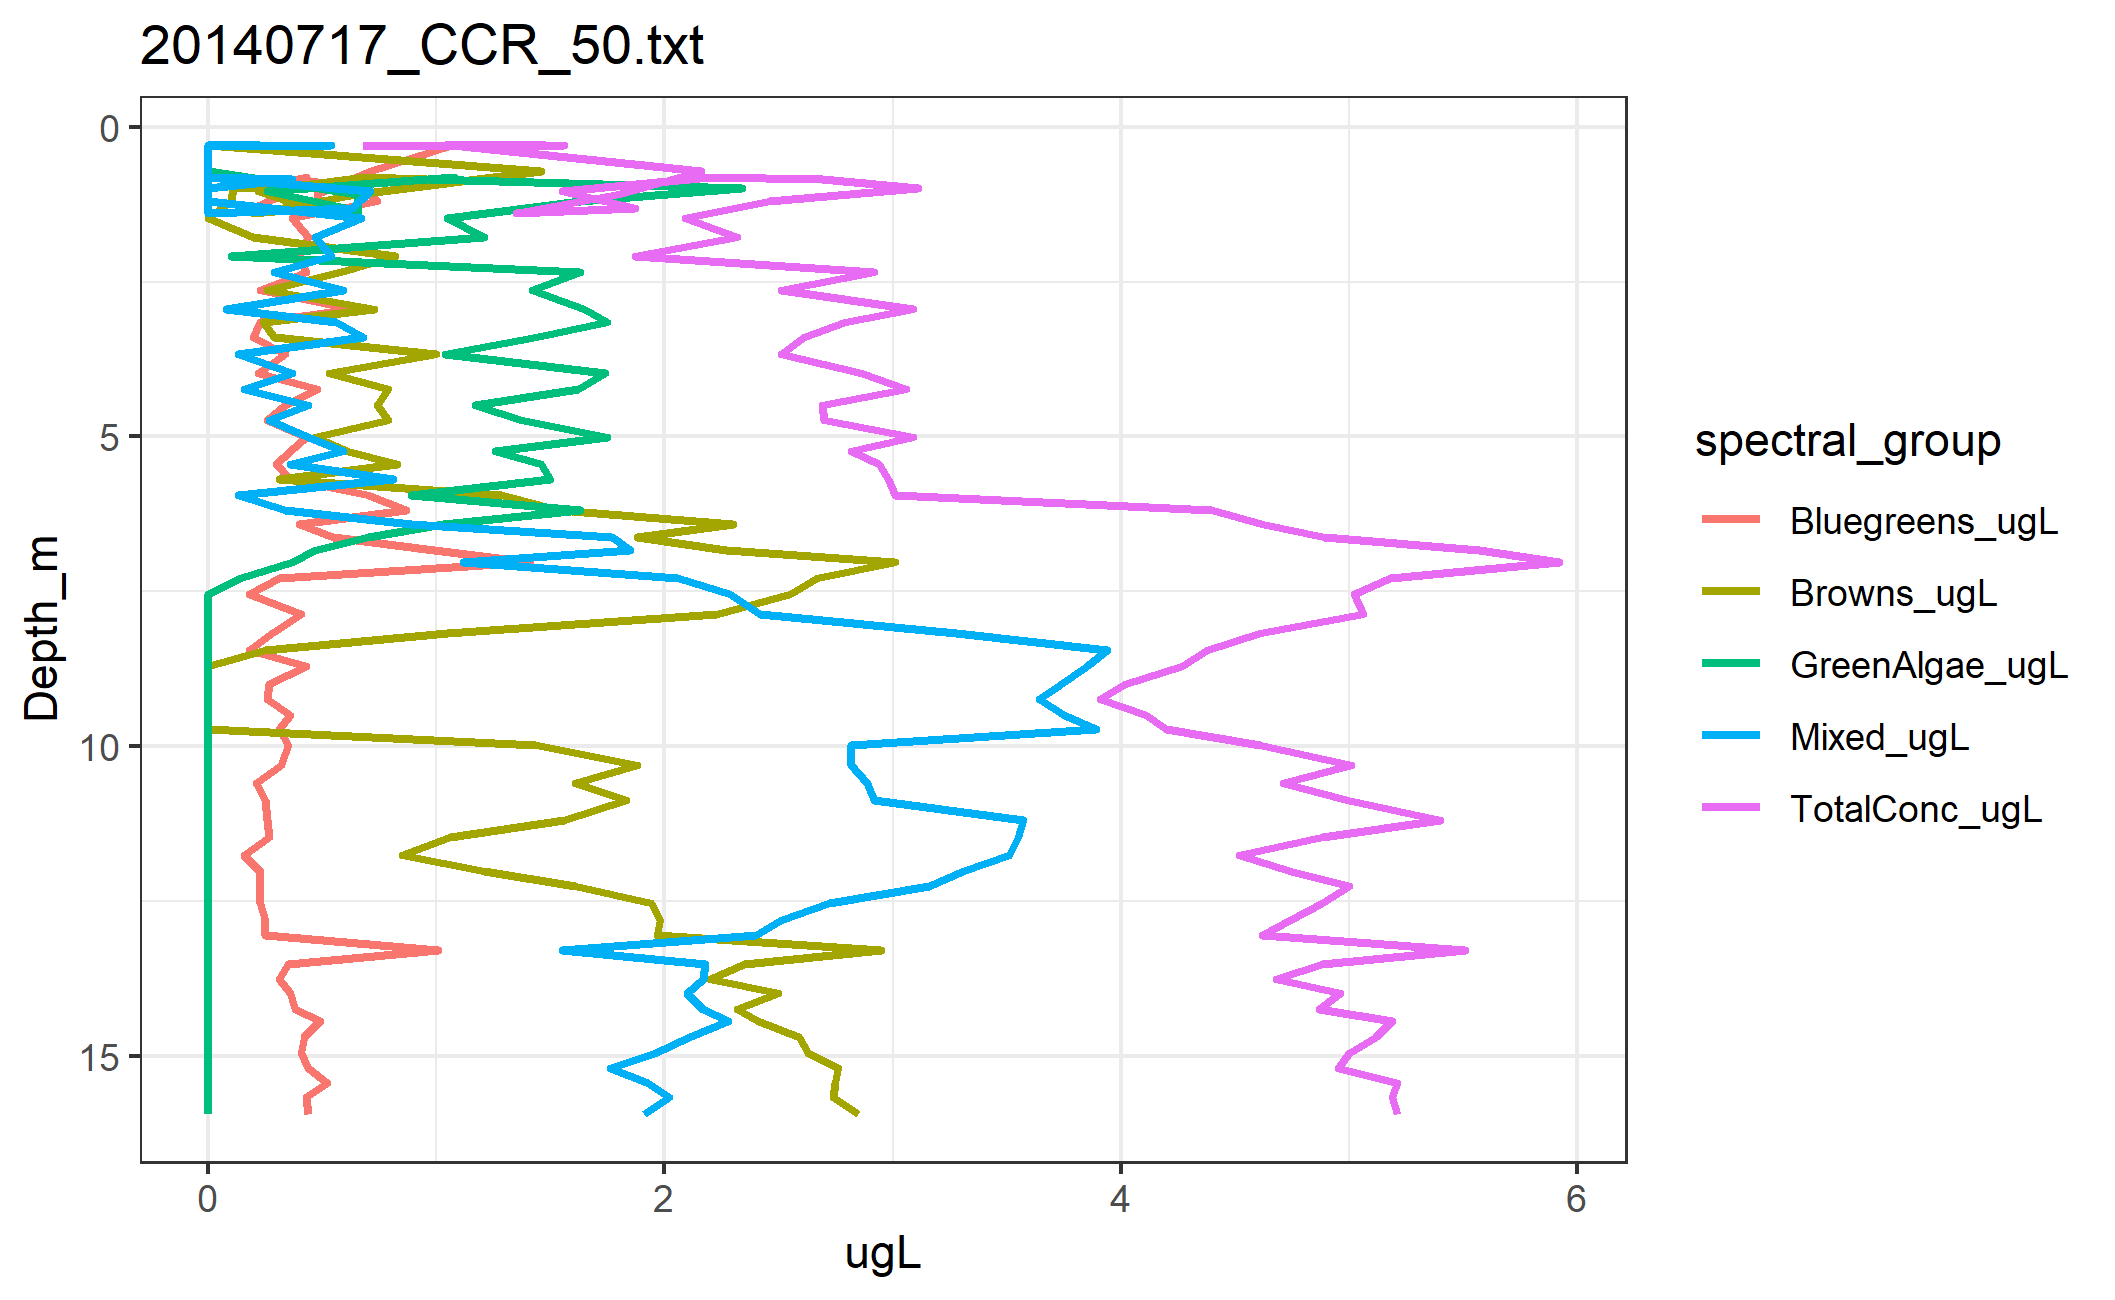 20140717_CCR_50.txt
0
5
10
15
Depth_m
0
2
4
6
ugL
spectral_group
Bluegreens_ugL
Browns_ugL
GreenAlgae_ugL
Mixed_ugL
TotalConc_ugL